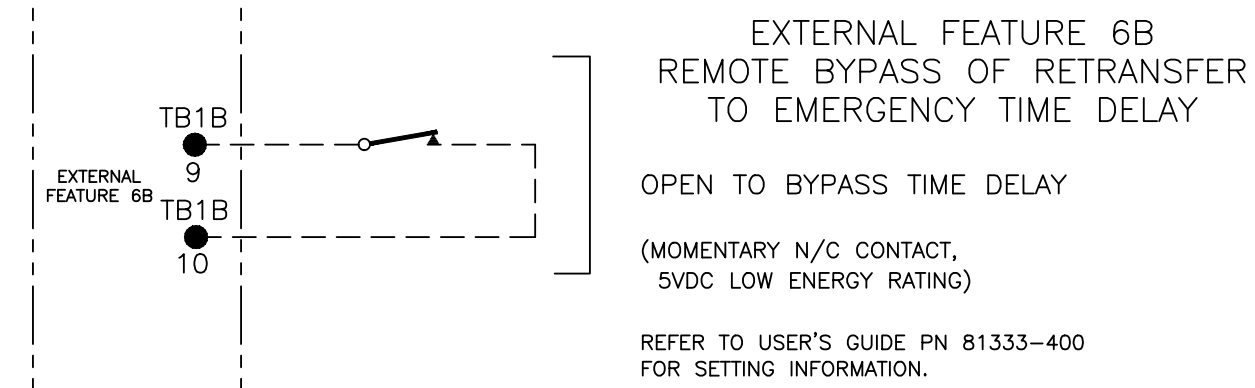 TB1B
9
EXTERNAL
FEATURE 6B
TB1B
10
EXTERNAL FEATURE 6B
REMOTE BYPASS OF RETRANSFER
TO EMERGENCY TIME DELAY
OPEN TO BYPASS TIME DELAY
(MOMENTARY N/C CONTACT,
5VDC LOW ENERGY RATING)
REFER TO USER'S GUIDE PN 81333-400
FOR SETTING INFORMATION.